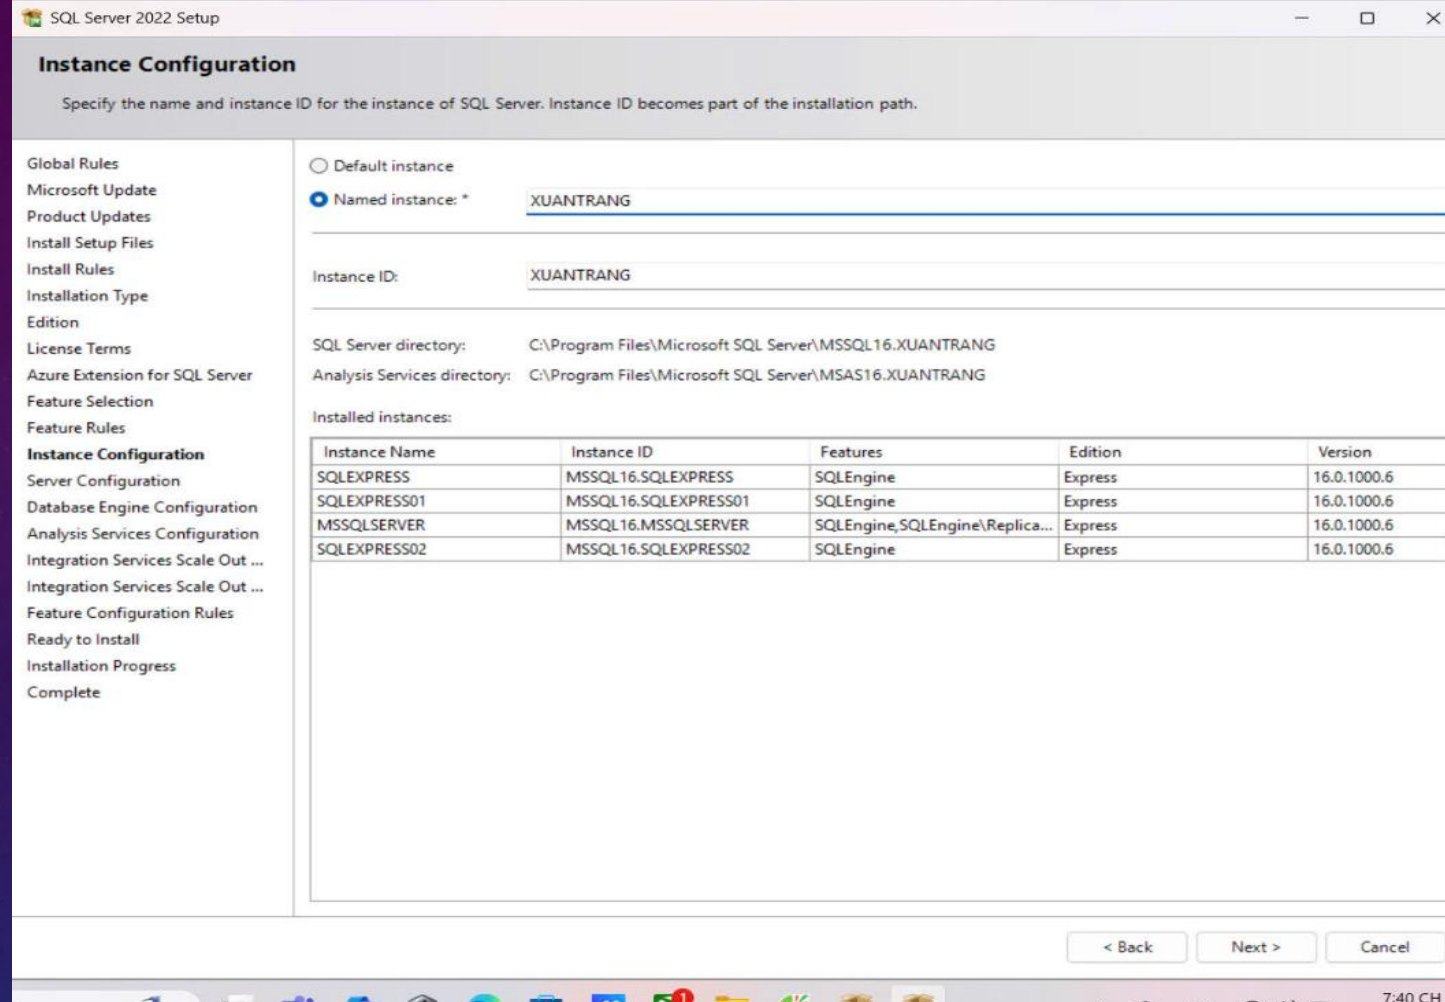 SQL Server 2022 Setup
Instance Configuration
Specify the name and instance ID for the instance of SQL Server. Instance ID becomes part of the installation path.
Global Rules
Microsoft Update
Product Updates
Install Setup Files
Install Rules
Installation Type
Edition
License Terms
Azure Extension for SQL Server
Feature Selection
Feature Rules
Instance Configuration
Server Configuration
Database Engine Configuration
Analysis Services Configuration
Integration Services Scale Out ...
Integration Services Scale Out ...
Feature Configuration Rules
Ready to Install
Installation Progress
Complete
Default instance
Named instance: * XUANTRANG
Instance ID: XUANTRANG
SQL Server directory: C:\Program Files\Microsoft SQL Server\MSSQL16.XUANTRANG
Analysis Services directory: C:\Program Files\Microsoft SQL Server\MSAS16.XUANTRANG
Installed instances:
Instance Name Instance ID Features Edition Version
SQLEXPRESS MSSQL16.SQLEXPRESS SQLEngine Express 16.0.1000.6
SQLEXPRESS01 MSSQL16.SQLEXPRESS01 SQLEngine Express 16.0.1000.6
MSSQLSERVER MSSQL16.MSSQLSERVER SQLEngine,SQLEngine\Replica... Express 16.0.1000.6
SQLEXPRESS02 MSSQL16.SQLEXPRESS02 SQLEngine Express 16.0.1000.6
< Back Next > Cancel
1
7:40 CH